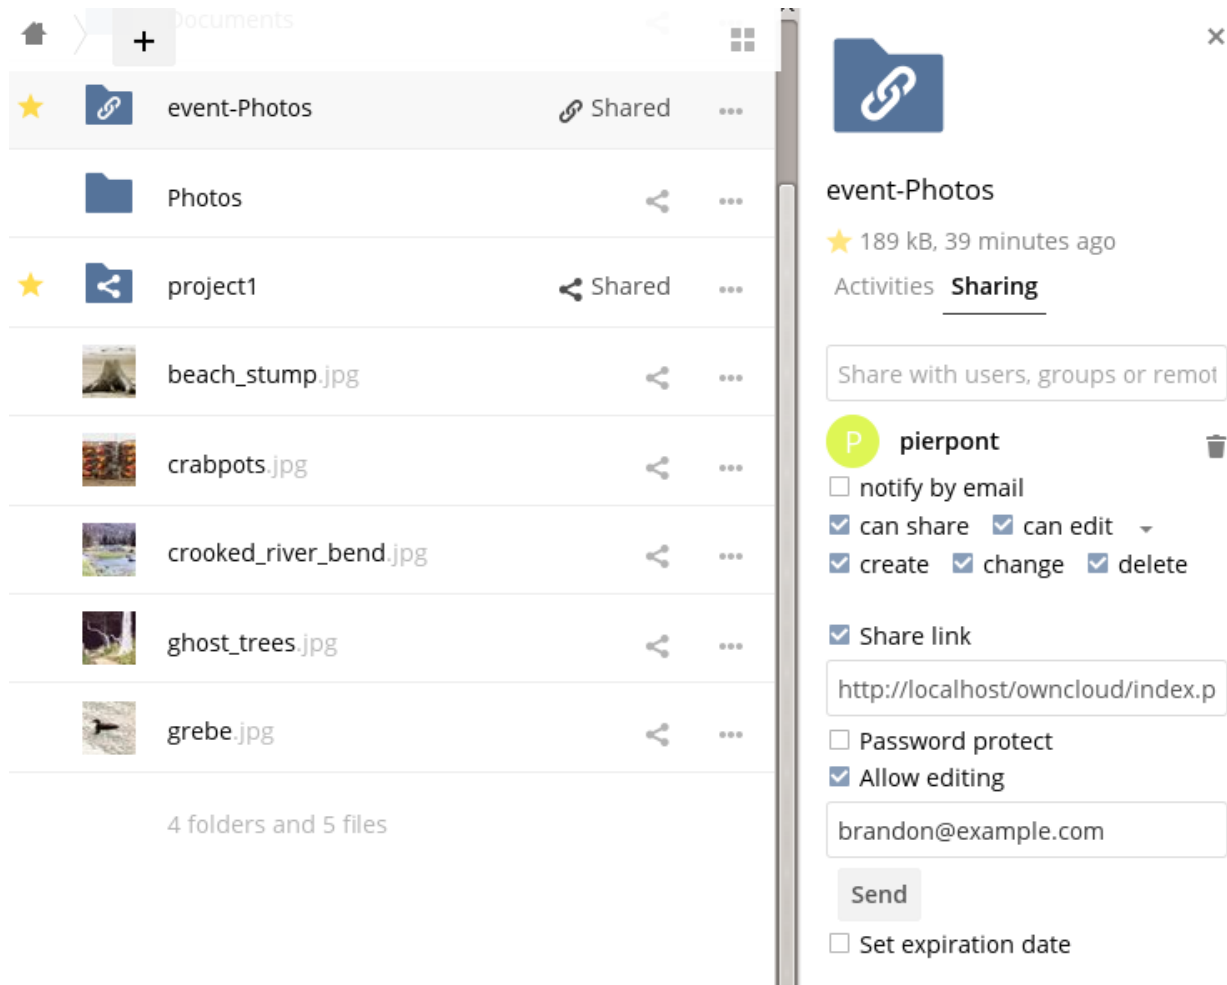 Documents
+
event-Photos Shared
Photos
project1 Shared
beach_stump.jpg
crabpots.jpg
crooked_river_bend.jpg
ghost_trees.jpg
grebe.jpg
4 folders and 5 files
×
event-Photos
189 kB, 39 minutes ago
Activities Sharing
Share with users, groups or remot
P pierpont
notify by email
can share can edit
create change delete
Share link
http://localhost/owncloud/index.p
Password protect
Allow editing
brandon@example.com
Send
Set expiration date